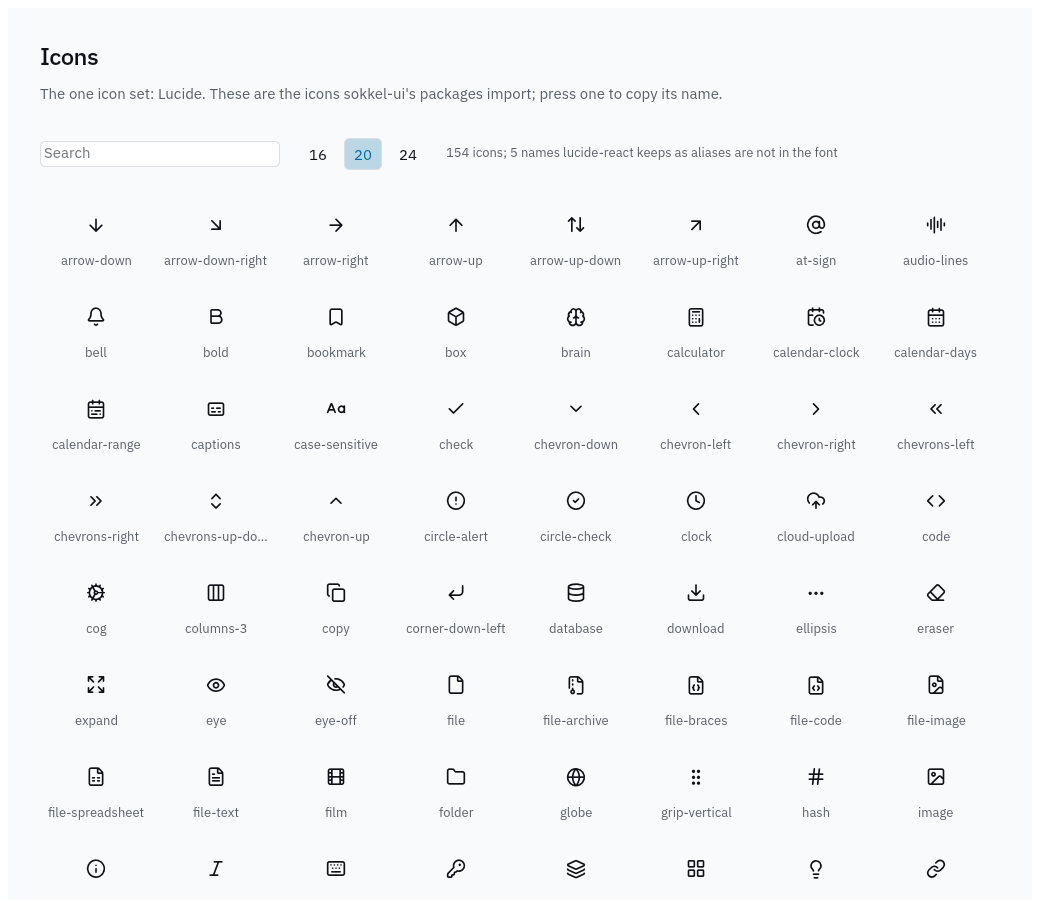 Icons
The one icon set: Lucide. These are the icons sokkel-ui's packages import; press one to copy its name.
Search 16 20 24 154 icons; 5 names lucide-react keeps as aliases are not in the font
arrow-down arrow-down-right arrow-right arrow-up arrow-up-down arrow-up-right at-sign audio-lines
bell bold bookmark box brain calculator calendar-clock calendar-days
calendar-range captions case-sensitive check chevron-down chevron-left chevron-right chevrons-left
chevrons-right chevrons-up-do... chevron-up circle-alert circle-check clock cloud-upload code
cog columns-3 copy corner-down-left database download ellipsis eraser
expand eye eye-off file file-archive file-braces file-code file-image
file-spreadsheet file-text film folder globe grip-vertical hash image